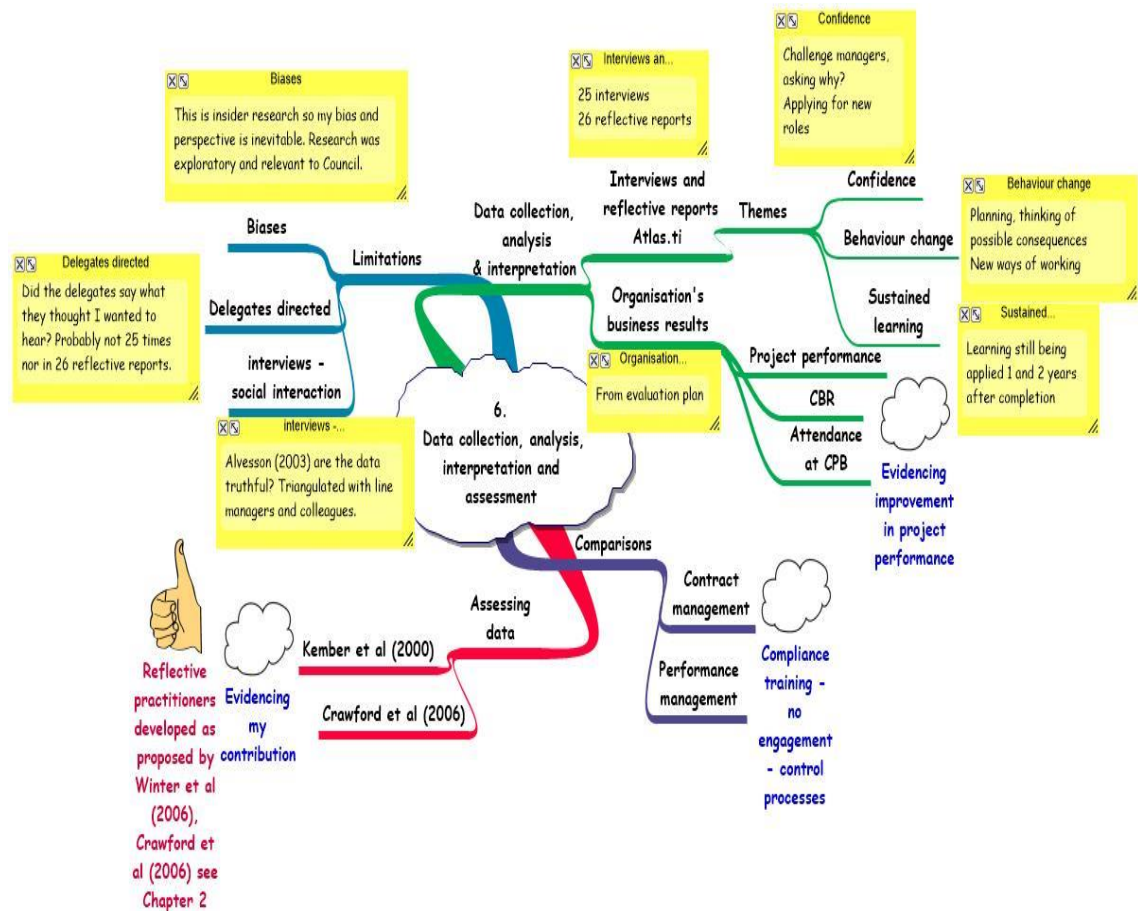 Confidence
Challenge managers,
asking why?
Applying for new
roles
Interviews an...
25 interviews
26 reflective reports
Biases
This is insider research so my bias and
perspective is inevitable. Research was
exploratory and relevant to Council.
Interviews and
reflective reports
Atlas.ti
Themes
Confidence
Behaviour change
Sustained
learning
Behaviour change
Planning, thinking of
possible consequences
New ways of working
Sustained...
Learning still being
applied 1 and 2 years
after completion
Data collection,
analysis
& interpretation
Organisation's
business results
Organisation...
From evaluation plan
Project performance
CBR
Attendance
at CPB
Evidencing
improvement
in project
performance
Limitations
Biases
Delegates directed
interviews -
social interaction
Delegates directed
Did the delegates say what
they thought I wanted to
hear? Probably not 25 times
nor in 26 reflective reports.
interviews -...
Alvesson (2003) are the data
truthful? Triangulated with line
managers and colleagues.
6.
Data collection, analysis,
interpretation and
assessment
Comparisons
Contract
management
Performance
management
Compliance
training -
no
engagement
- control
processes
Assessing
data
Kember et al (2000)
Crawford et al (2006)
Evidencing
my
contribution
Reflective
practitioners
developed as
proposed by
Winter et al
(2006),
Crawford et
al (2006) see
Chapter 2